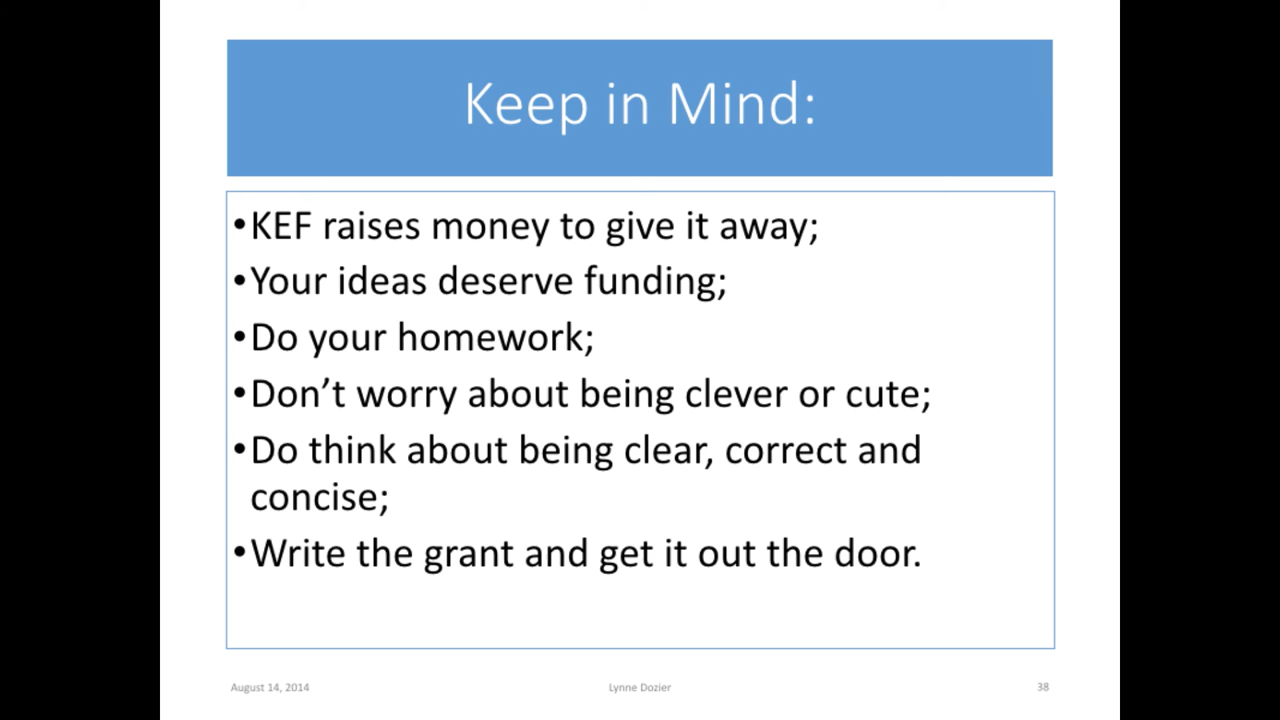 Keep in Mind:
•KEF raises money to give it away;
•Your ideas deserve funding;
•Do your homework;
•Don’t worry about being clever or cute;
•Do think about being clear, correct and
concise;
•Write the grant and get it out the door.
August 14, 2014
Lynne Dozier
38